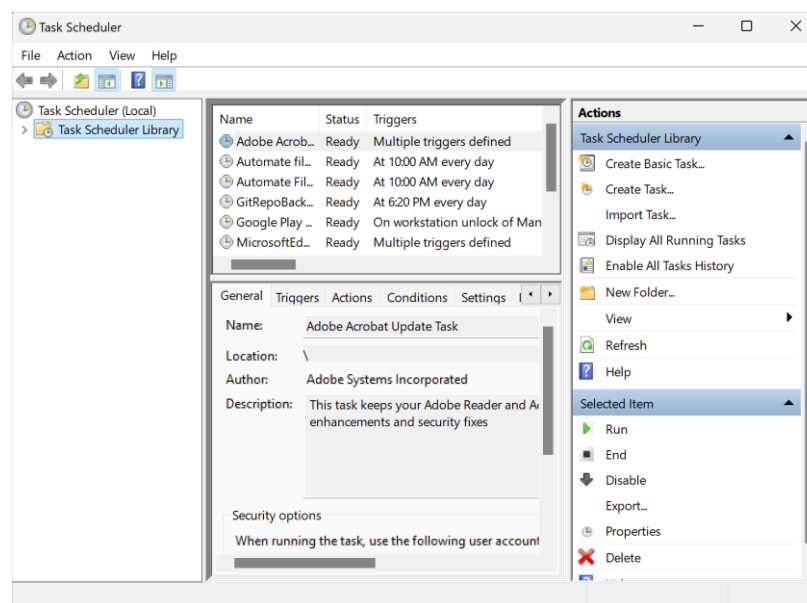 Task Scheduler
File Action View Help
Task Scheduler (Local)
Task Scheduler Library
Name Status Triggers
Adobe Acrob... Ready Multiple triggers defined
Automate fil... Ready At 10:00 AM every day
Automate Fil... Ready At 10:00 AM every day
GitRepoBack... Ready At 6:20 PM every day
Google Play ... Ready On workstation unlock of Man
MicrosoftEd... Ready Multiple triggers defined
General Triggers Actions Conditions Settings
Name: Adobe Acrobat Update Task
Location: \
Author: Adobe Systems Incorporated
Description: This task keeps your Adobe Reader and
enhancements and security fixes
Security options
When running the task, use the following user account
Actions
Task Scheduler Library
Create Basic Task...
Create Task...
Import Task...
Display All Running Tasks
Enable All Tasks History
New Folder...
View
Refresh
Help
Selected Item
Run
End
Disable
Export...
Properties
Delete